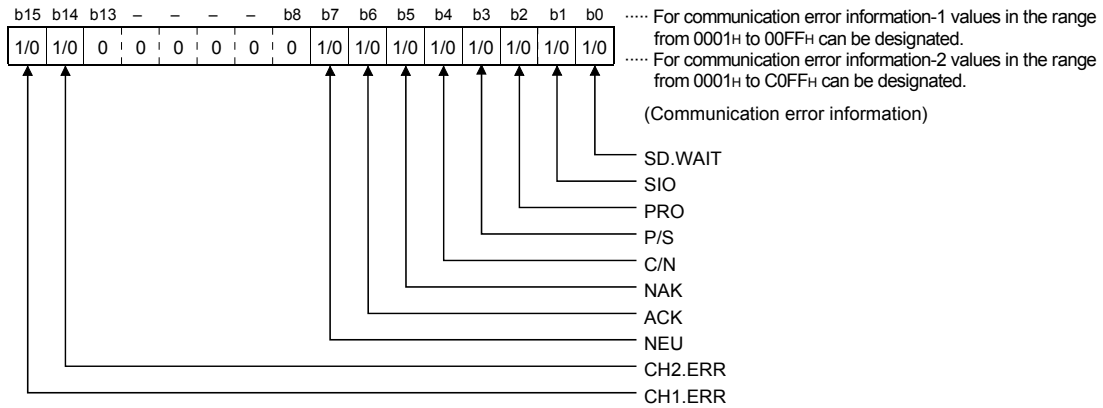 b15 b14 b13 – – – – b8 b7 b6 b5 b4 b3 b2 b1 b0
1/0 1/0 0 0 0 0 0 0 1/0 1/0 1/0 1/0 1/0 1/0 1/0 1/0
····· For communication error information-1 values in the range
from 0001H to 00FFH can be designated.
····· For communication error information-2 values in the range
from 0001H to C0FFH can be designated.
(Communication error information)
SD.WAIT
SIO
PRO
P/S
C/N
NAK
ACK
NEU
CH2.ERR
CH1.ERR